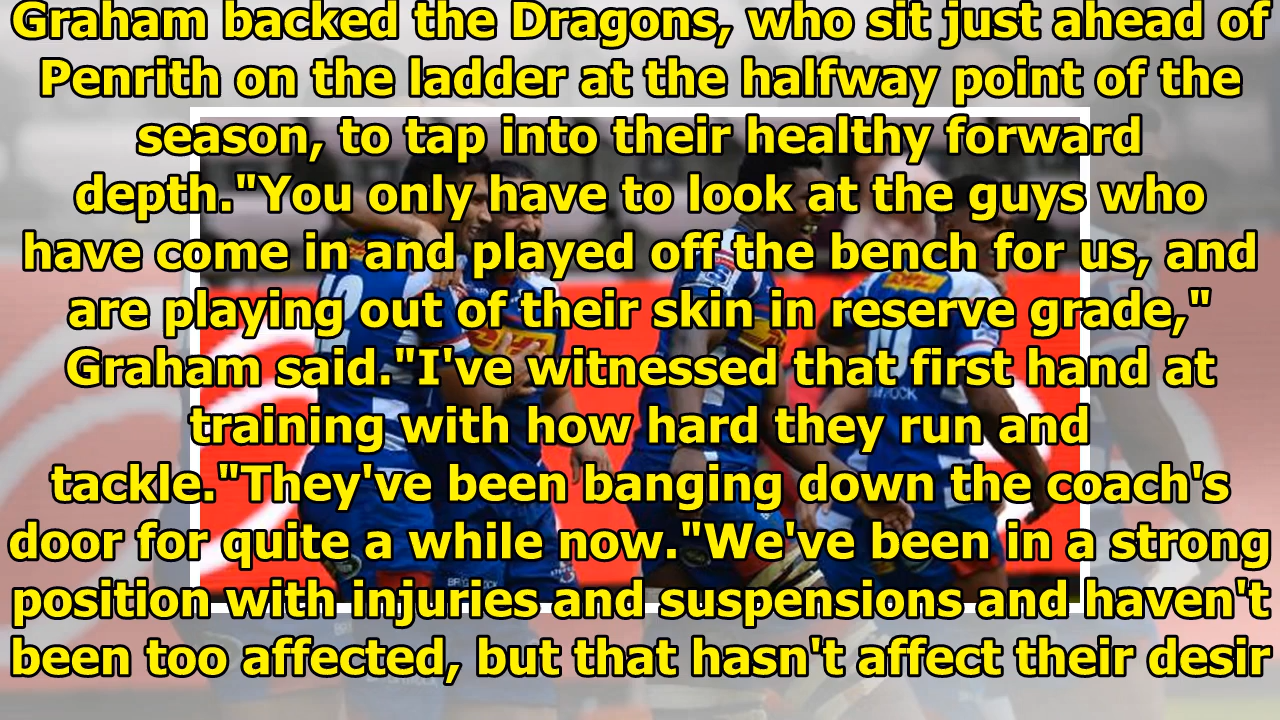 Graham backed the Dragons, who sit just ahead of
Penrith on the ladder at the halfway point of the
season, to tap into their healthy forward
depth."You only have to look at the guys who
have come in and played off the bench for us, and
are playing out of their skin in reserve grade,"
Graham said."I've witnessed that first hand at
training with how hard they run and
tackle."They've been banging down the coach's
door for quite a while now."We've been in a strong
position with injuries and suspensions and haven't
been too affected, but that hasn't affect their desir
12
DHL